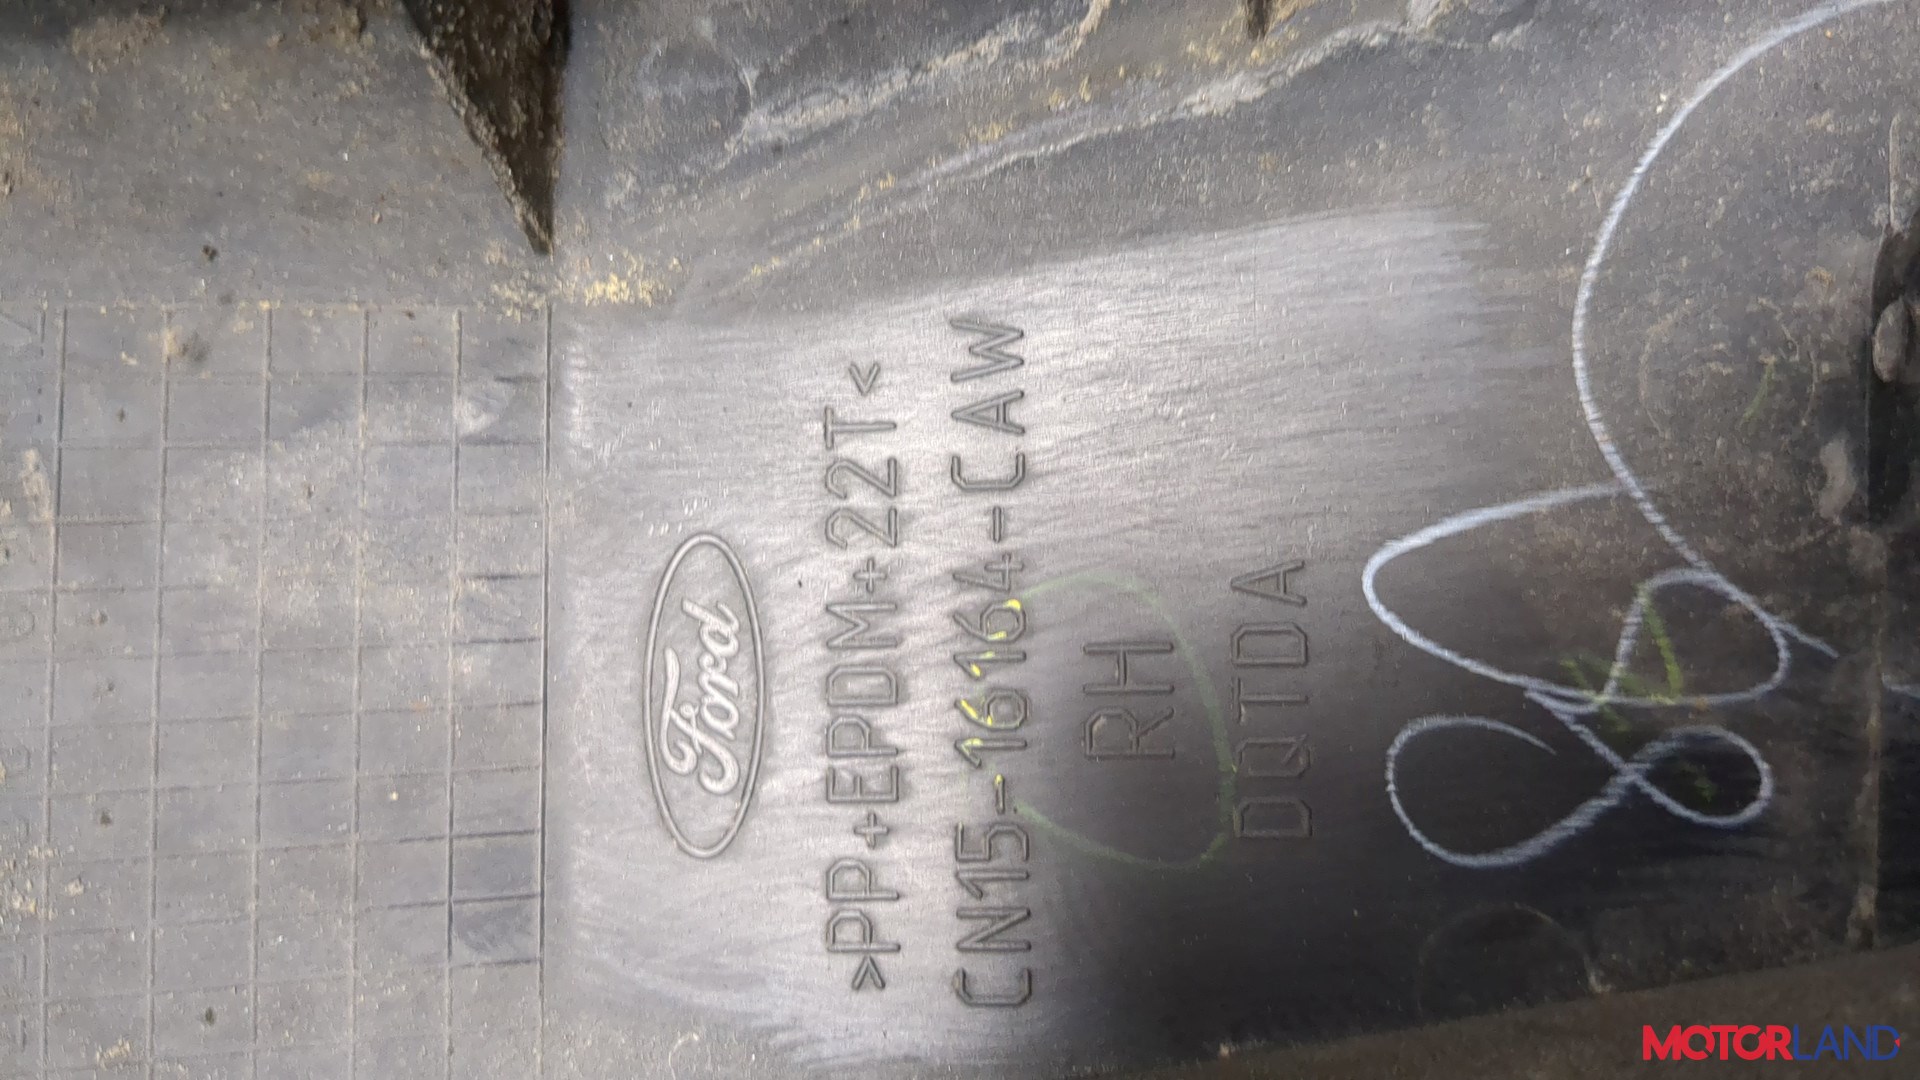 Ford
>PP+EPDM+22T<
CN15-16164-CAW
RH
DQTDA
MOTORLAND